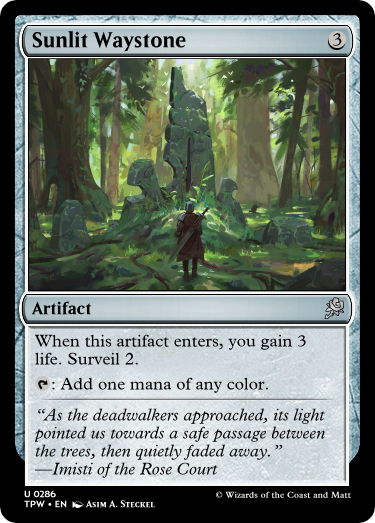 Sunlit Waystone 3
Artifact
When this artifact enters, you gain 3
life. Surveil 2.
: Add one mana of any color.
“As the deadwalkers approached, its light
pointed us towards a safe passage between
the trees, then quietly faded away.”
—Imisti of the Rose Court
U 0286
TPW • EN Asim A. Steckel © Wizards of the Coast and Matt